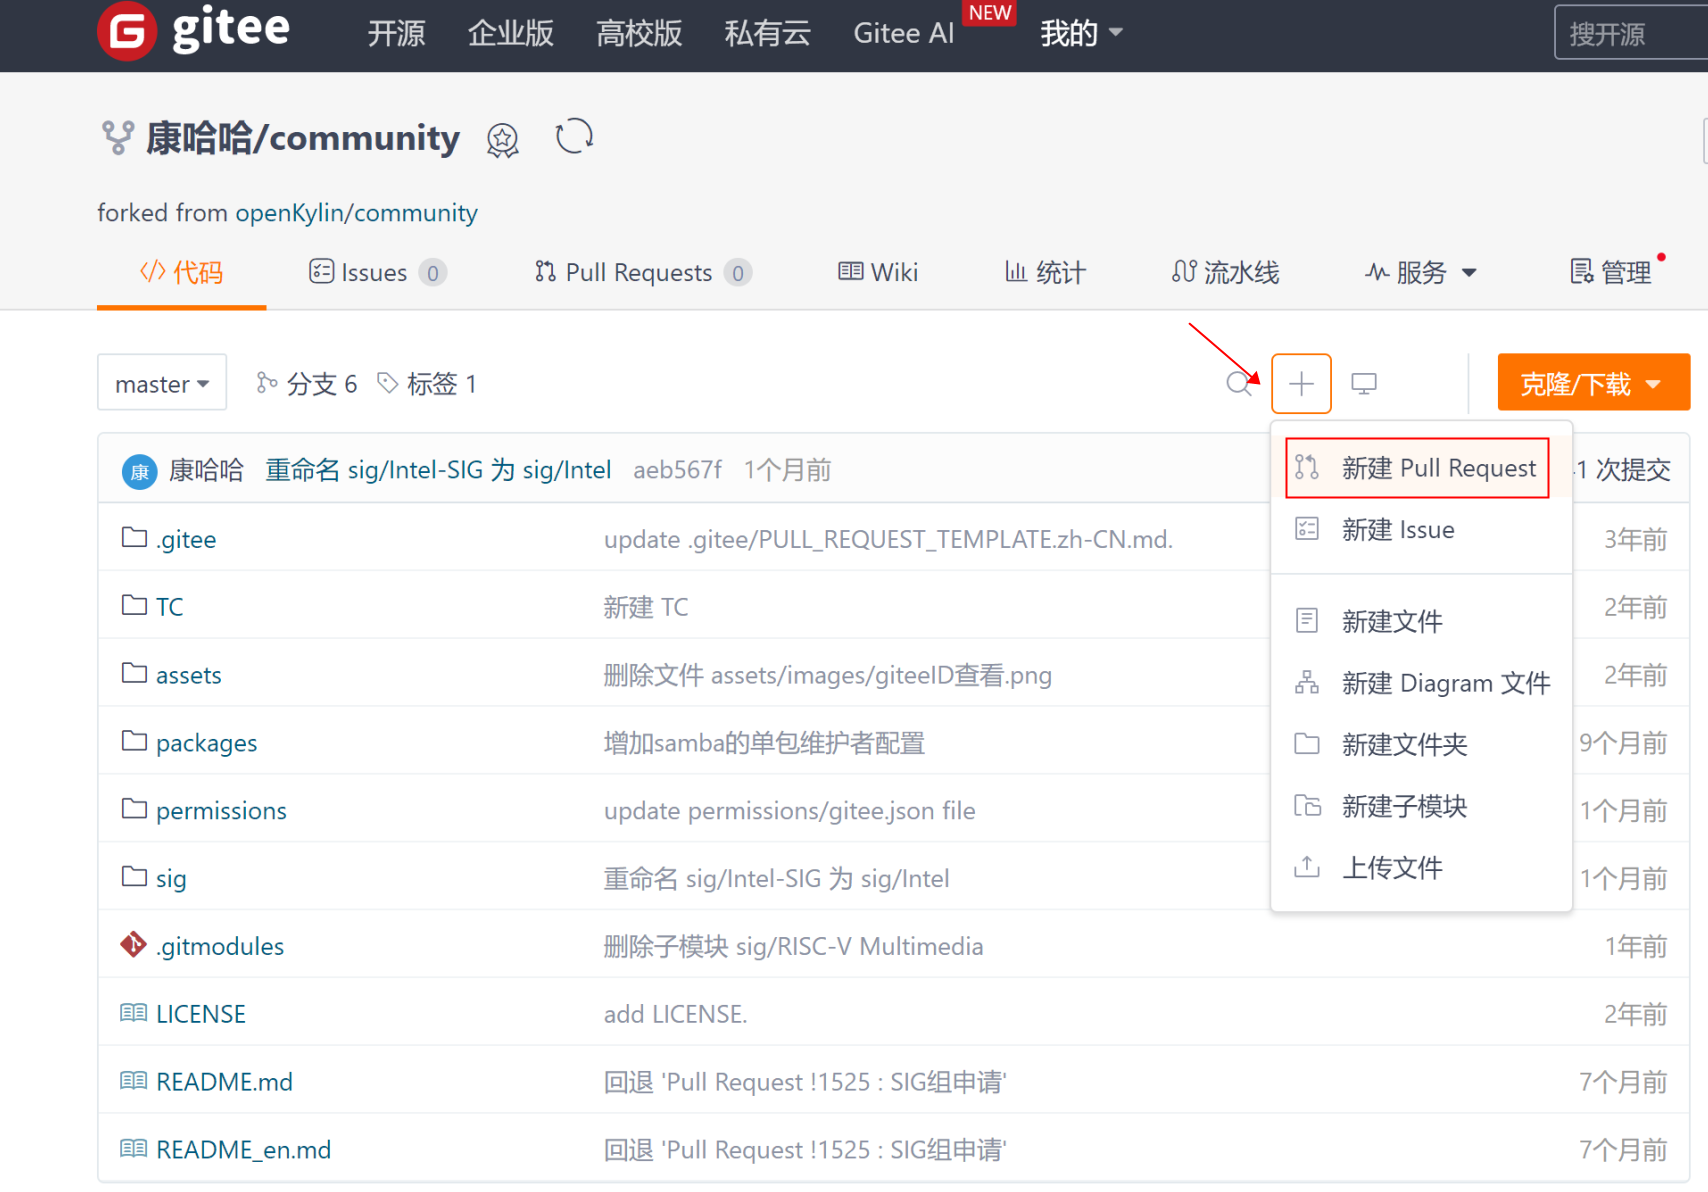 gitee 开源 企业版 高校版 私有云 Gitee AI NEW 我的 搜开源
康哈哈/community
forked from openKylin/community
</> 代码 Issues 0 Pull Requests 0 Wiki 统计 流水线 服务 管理
master 分支 6 标签 1 克隆/下载
康 康哈哈 重命名 sig/Intel-SIG 为 sig/Intel aeb567f 1个月前 1 次提交
新建 Pull Request
新建 Issue
新建文件
新建 Diagram 文件
新建文件夹
新建子模块
上传文件
.gitee update .gitee/PULL_REQUEST_TEMPLATE.zh-CN.md. 3年前
TC 新建 TC 2年前
assets 删除文件 assets/images/giteeID查看.png 2年前
packages 增加samba的单包维护者配置 9个月前
permissions update permissions/gitee.json file 1个月前
sig 重命名 sig/Intel-SIG 为 sig/Intel 1个月前
.gitmodules 删除子模块 sig/RISC-V Multimedia 1年前
LICENSE add LICENSE. 2年前
README.md 回退 'Pull Request !1525 : SIG组申请' 7个月前
README_en.md 回退 'Pull Request !1525 : SIG组申请' 7个月前